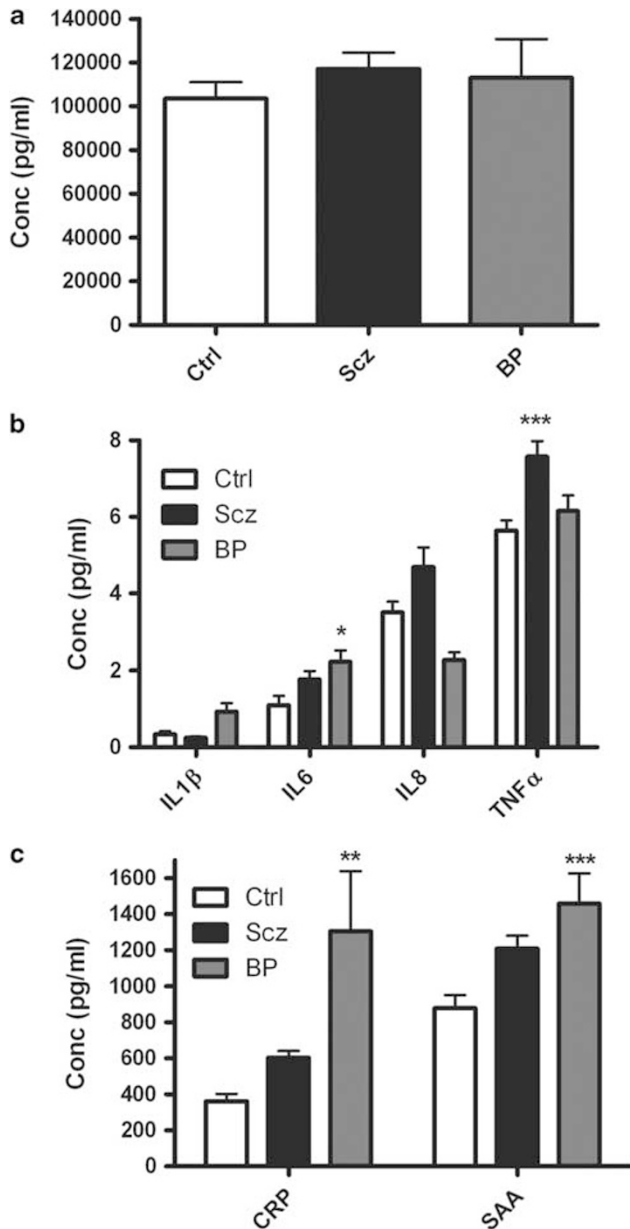 a
Conc (pg/ml)
140000
120000
100000
80000
60000
40000
20000
0
Ctrl
Scz
BP
b
Conc (pg/ml)
8
6
4
2
0
Ctrl
Scz
BP
*
***
IL1β
IL6
IL8
TNFα
c
Conc (pg/ml)
1600
1400
1200
1000
800
600
400
200
0
Ctrl
Scz
BP
**
***
CRP
SAA